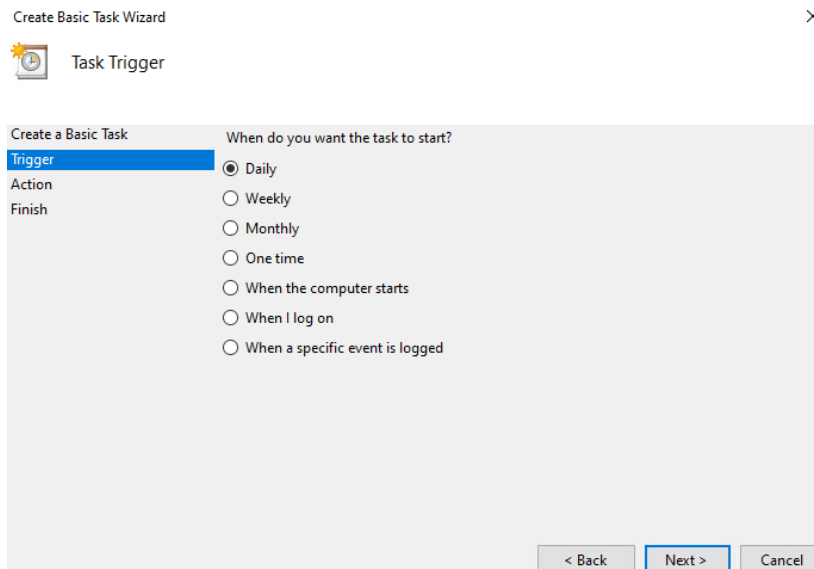 Create Basic Task Wizard
Task Trigger
Create a Basic Task
Trigger
Action
Finish
When do you want the task to start?
Daily
Weekly
Monthly
One time
When the computer starts
When I log on
When a specific event is logged
< Back
Next >
Cancel